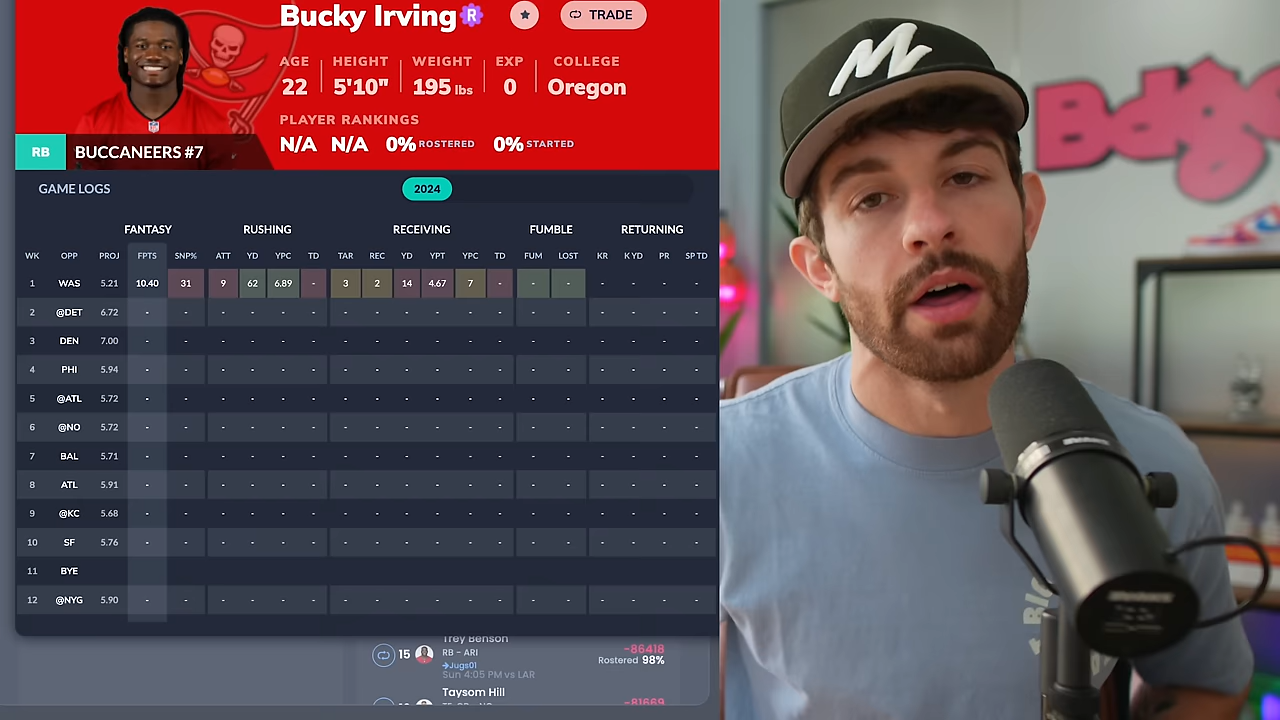 Bucky Irving R TRADE
AGE HEIGHT WEIGHT EXP COLLEGE
22 5'10" 195 lbs 0 Oregon
PLAYER RANKINGS
N/A N/A 0% ROSTERED 0% STARTED
RB BUCCANEERS #7
GAME LOGS 2024
FANTASY RUSHING RECEIVING FUMBLE RETURNING
WK OPP PROJ FPTS SNP% ATT YD YPC TD TAR REC YD YPT YPC TD FUM LOST KR K YD PR SP TD
1 WAS 5.21 10.40 31 9 62 6.89 - 3 2 14 4.67 7 - - - - - - -
2 @DET 6.72 - - - - - - - - - - - - - - - - - -
3 DEN 7.00 - - - - - - - - - - - - - - - - - -
4 PHI 5.94 - - - - - - - - - - - - - - - - - -
5 @ATL 5.72 - - - - - - - - - - - - - - - - - -
6 @NO 5.72 - - - - - - - - - - - - - - - - - -
7 BAL 5.71 - - - - - - - - - - - - - - - - - -
8 ATL 5.91 - - - - - - - - - - - - - - - - - -
9 @KC 5.68 - - - - - - - - - - - - - - - - - -
10 SF 5.76 - - - - - - - - - - - - - - - - - -
11 BYE
12 @NYG 5.90 - - - - - - - - - - - - - - - - - -
Trey Benson
15 RB - ARI -86418
Jugs01 Rostered 98%
Sun 4:05 PM vs LAR
Taysom Hill
-81669
M
Bdge